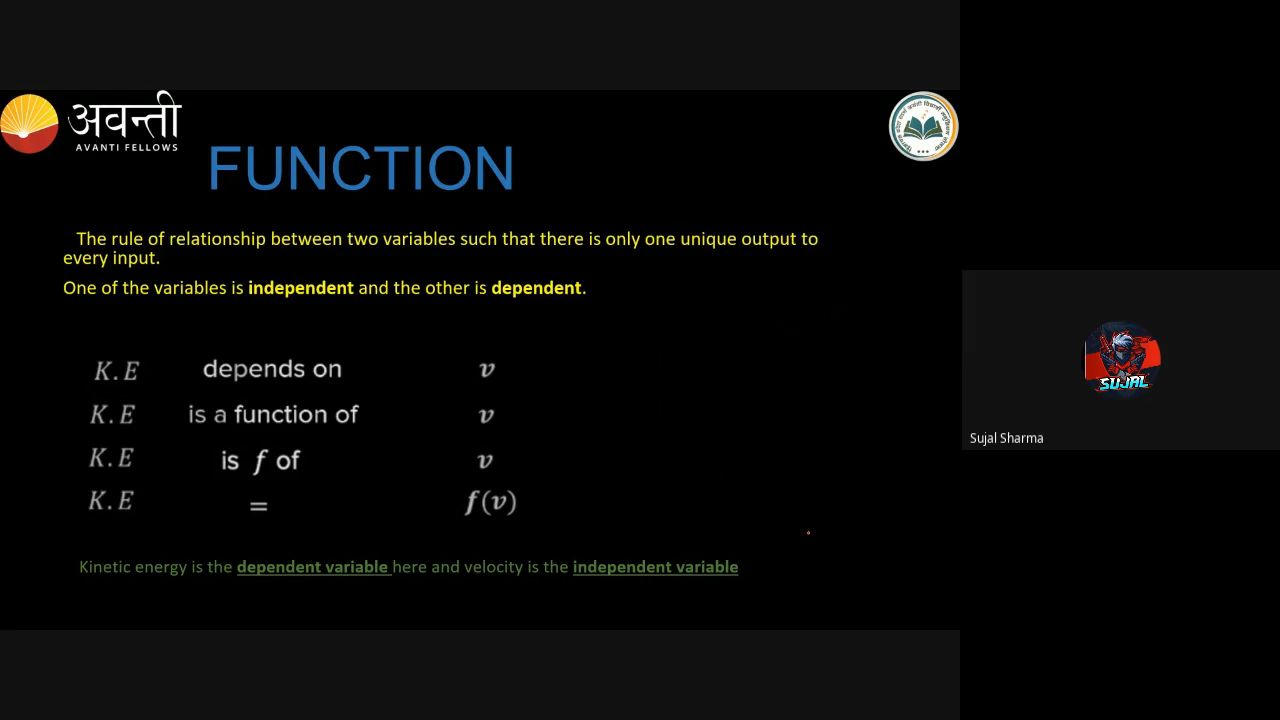 अवन्ती
AVANTI FELLOWS
FUNCTION
The rule of relationship between two variables such that there is only one unique output to
every input.
One of the variables is independent and the other is dependent.
K.E depends on v
K.E is a function of v
K.E is f of v
K.E = f(v)
Kinetic energy is the dependent variable here and velocity is the independent variable
SUJAL
Sujal Sharma